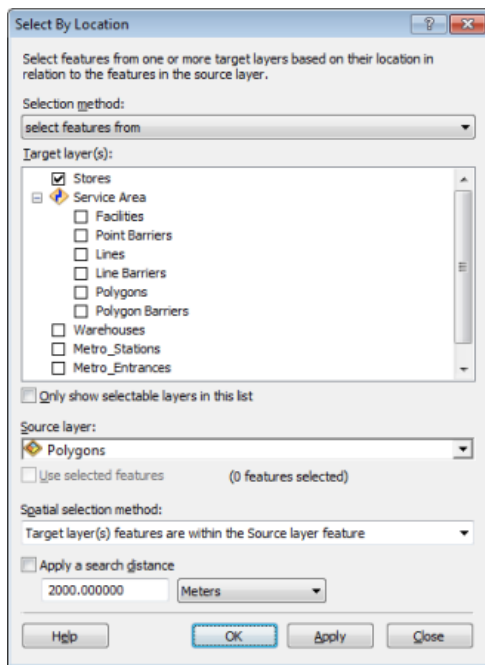 Select By Location
Select features from one or more target layers based on their location in
relation to the features in the source layer.
Selection method:
select features from
Target layer(s):
Stores
Service Area
Facilities
Point Barriers
Lines
Line Barriers
Polygons
Polygon Barriers
Warehouses
Metro_Stations
Metro_Entrances
Only show selectable layers in this list
Source layer:
Polygons
Use selected features (0 features selected)
Spatial selection method:
Target layer(s) features are within the Source layer feature
Apply a search distance
2000.000000 Meters
Help OK Apply Close